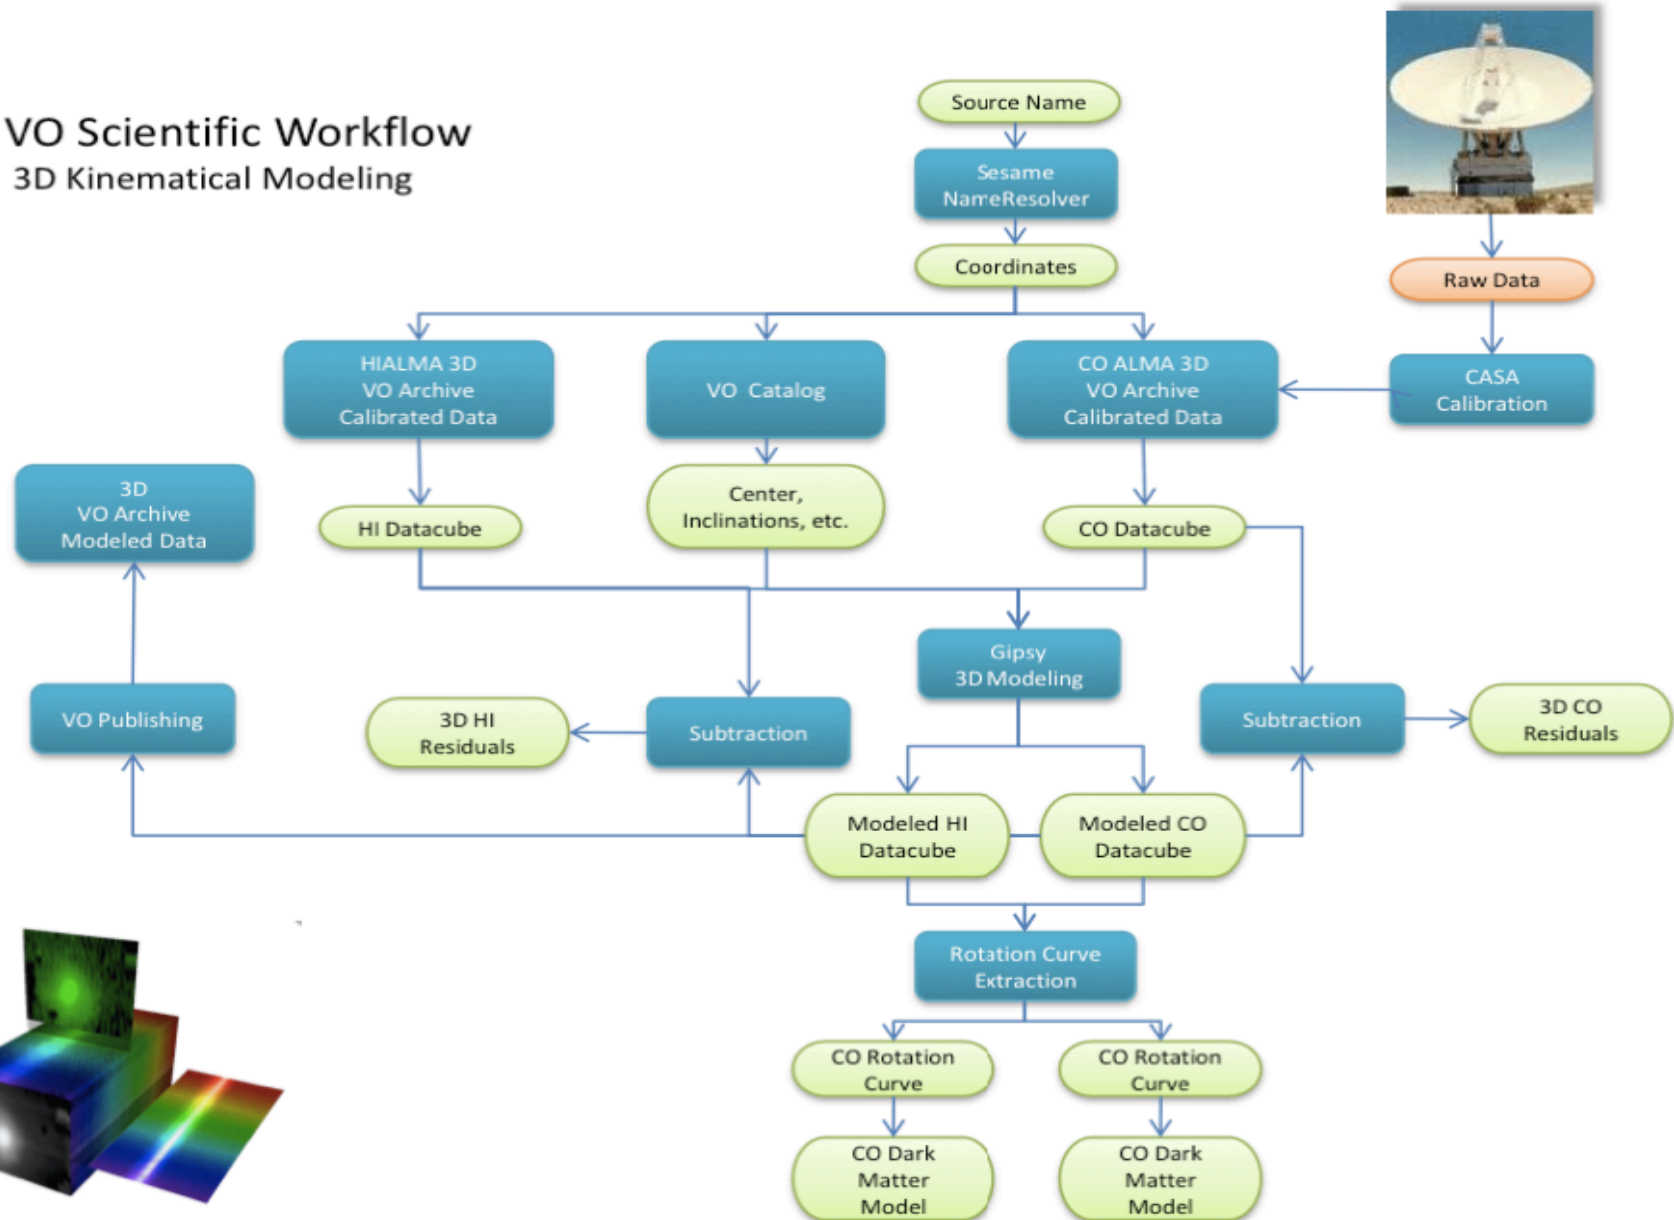 VO Scientific Workflow
3D Kinematical Modeling
Source Name
Sesame
NameResolver
Coordinates
Raw Data
HIALMA 3D
VO Archive
Calibrated Data
VO Catalog
CO ALMA 3D
VO Archive
Calibrated Data
CASA
Calibration
3D
VO Archive
Modeled Data
HI Datacube
Center,
Inclinations, etc.
CO Datacube
Gipsy
3D Modeling
VO Publishing
3D HI
Residuals
Subtraction
Subtraction
3D CO
Residuals
Modeled HI
Datacube
Modeled CO
Datacube
Rotation Curve
Extraction
CO Rotation
Curve
CO Rotation
Curve
CO Dark
Matter
Model
CO Dark
Matter
Model